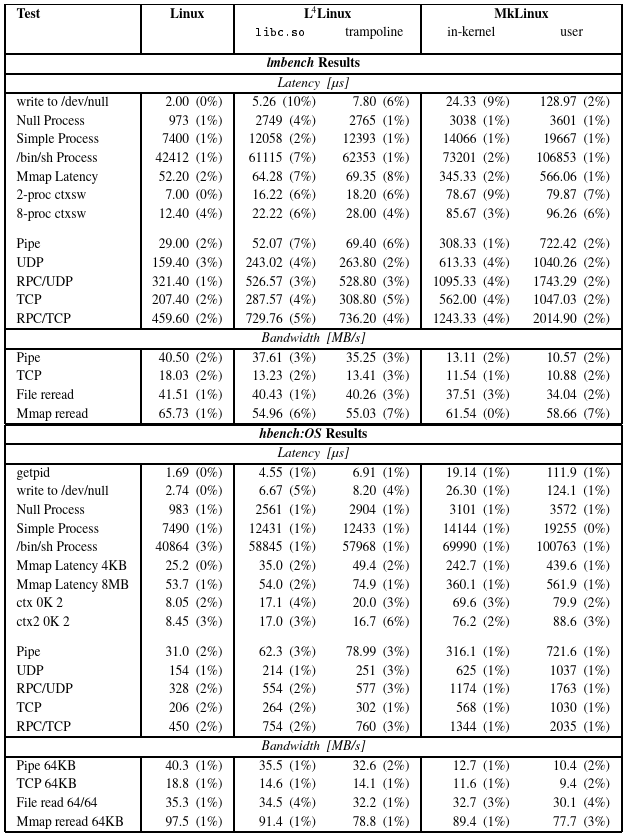 Test Linux L4Linux MkLinux
libc.so trampoline in-kernel user
lmbench Results
Latency [µs]
write to /dev/null 2.00 (0%) 5.26 (10%) 7.80 (6%) 24.33 (9%) 128.97 (2%)
Null Process 973 (1%) 2749 (4%) 2765 (1%) 3038 (1%) 3601 (1%)
Simple Process 7400 (1%) 12058 (2%) 12393 (1%) 14066 (1%) 19667 (1%)
/bin/sh Process 42412 (1%) 61115 (7%) 62353 (1%) 73201 (2%) 106853 (1%)
Mmap Latency 52.20 (2%) 64.28 (7%) 69.35 (8%) 345.33 (2%) 566.06 (1%)
2-proc ctxsw 7.00 (0%) 16.22 (6%) 18.20 (6%) 78.67 (9%) 79.87 (7%)
8-proc ctxsw 12.40 (4%) 22.22 (6%) 28.00 (4%) 85.67 (3%) 96.26 (6%)
Pipe 29.00 (2%) 52.07 (7%) 69.40 (6%) 308.33 (1%) 722.42 (2%)
UDP 159.40 (3%) 243.02 (4%) 263.80 (2%) 613.33 (4%) 1040.26 (2%)
RPC/UDP 321.40 (1%) 526.57 (3%) 528.80 (3%) 1095.33 (4%) 1743.29 (2%)
TCP 207.40 (2%) 287.57 (4%) 308.80 (5%) 562.00 (4%) 1047.03 (2%)
RPC/TCP 459.60 (2%) 729.76 (5%) 736.20 (4%) 1243.33 (4%) 2014.90 (2%)
Bandwidth [MB/s]
Pipe 40.50 (2%) 37.61 (3%) 35.25 (3%) 13.11 (2%) 10.57 (2%)
TCP 18.03 (2%) 13.23 (2%) 13.41 (3%) 11.54 (1%) 10.88 (2%)
File reread 41.51 (1%) 40.43 (1%) 40.26 (3%) 37.51 (3%) 34.04 (2%)
Mmap reread 65.73 (1%) 54.96 (6%) 55.03 (7%) 61.54 (0%) 58.66 (7%)
hbench:OS Results
Latency [µs]
getpid 1.69 (0%) 4.55 (1%) 6.91 (1%) 19.14 (1%) 111.9 (1%)
write to /dev/null 2.74 (0%) 6.67 (5%) 8.20 (4%) 26.30 (1%) 124.1 (1%)
Null Process 983 (1%) 2561 (1%) 2904 (1%) 3101 (1%) 3572 (1%)
Simple Process 7490 (1%) 12431 (1%) 12433 (1%) 14144 (1%) 19255 (0%)
/bin/sh Process 40864 (3%) 58845 (1%) 57968 (1%) 69990 (1%) 100763 (1%)
Mmap Latency 4KB 25.2 (0%) 35.0 (2%) 49.4 (2%) 242.7 (1%) 439.6 (1%)
Mmap Latency 8MB 53.7 (1%) 54.0 (2%) 74.9 (1%) 360.1 (1%) 561.9 (1%)
ctx 0K 2 8.05 (2%) 17.1 (4%) 20.0 (3%) 69.6 (3%) 79.9 (2%)
ctx2 0K 2 8.45 (3%) 17.0 (3%) 16.7 (6%) 76.2 (2%) 88.6 (3%)
Pipe 31.0 (2%) 62.3 (3%) 78.99 (3%) 316.1 (1%) 721.6 (1%)
UDP 154 (1%) 214 (1%) 251 (3%) 625 (1%) 1037 (1%)
RPC/UDP 328 (2%) 554 (2%) 577 (3%) 1174 (1%) 1763 (1%)
TCP 206 (2%) 264 (2%) 302 (1%) 568 (1%) 1030 (1%)
RPC/TCP 450 (2%) 754 (2%) 760 (3%) 1344 (1%) 2035 (1%)
Bandwidth [MB/s]
Pipe 64KB 40.3 (1%) 35.5 (1%) 32.6 (2%) 12.7 (1%) 10.4 (2%)
TCP 64KB 18.8 (1%) 14.6 (1%) 14.1 (1%) 11.6 (1%) 9.4 (2%)
File read 64/64 35.3 (1%) 34.5 (4%) 32.2 (1%) 32.7 (3%) 30.1 (4%)
Mmap reread 64KB 97.5 (1%) 91.4 (1%) 78.8 (1%) 89.4 (1%) 77.7 (3%)